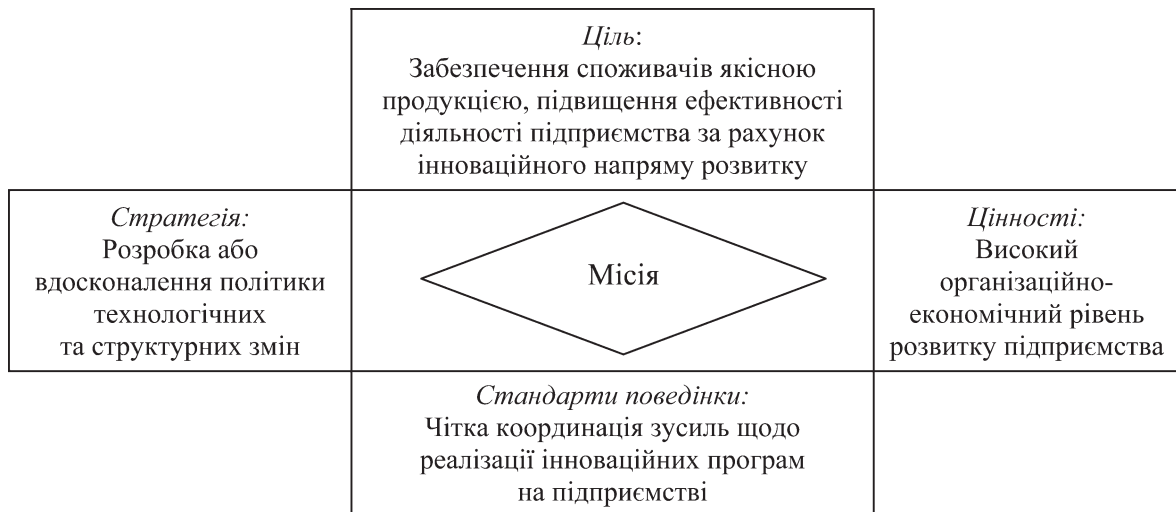 Ціль:
Забезпечення споживачів якісною
продукцією, підвищення ефективності
діяльності підприємства за рахунок
інноваційного напряму розвитку
Стратегія:
Розробка або
вдосконалення політики
технологічних
та структурних змін
Місія
Цінності:
Високий
організаційно-
економічний рівень
розвитку підприємства
Стандарти поведінки:
Чітка координація зусиль щодо
реалізації інноваційних програм
на підприємстві